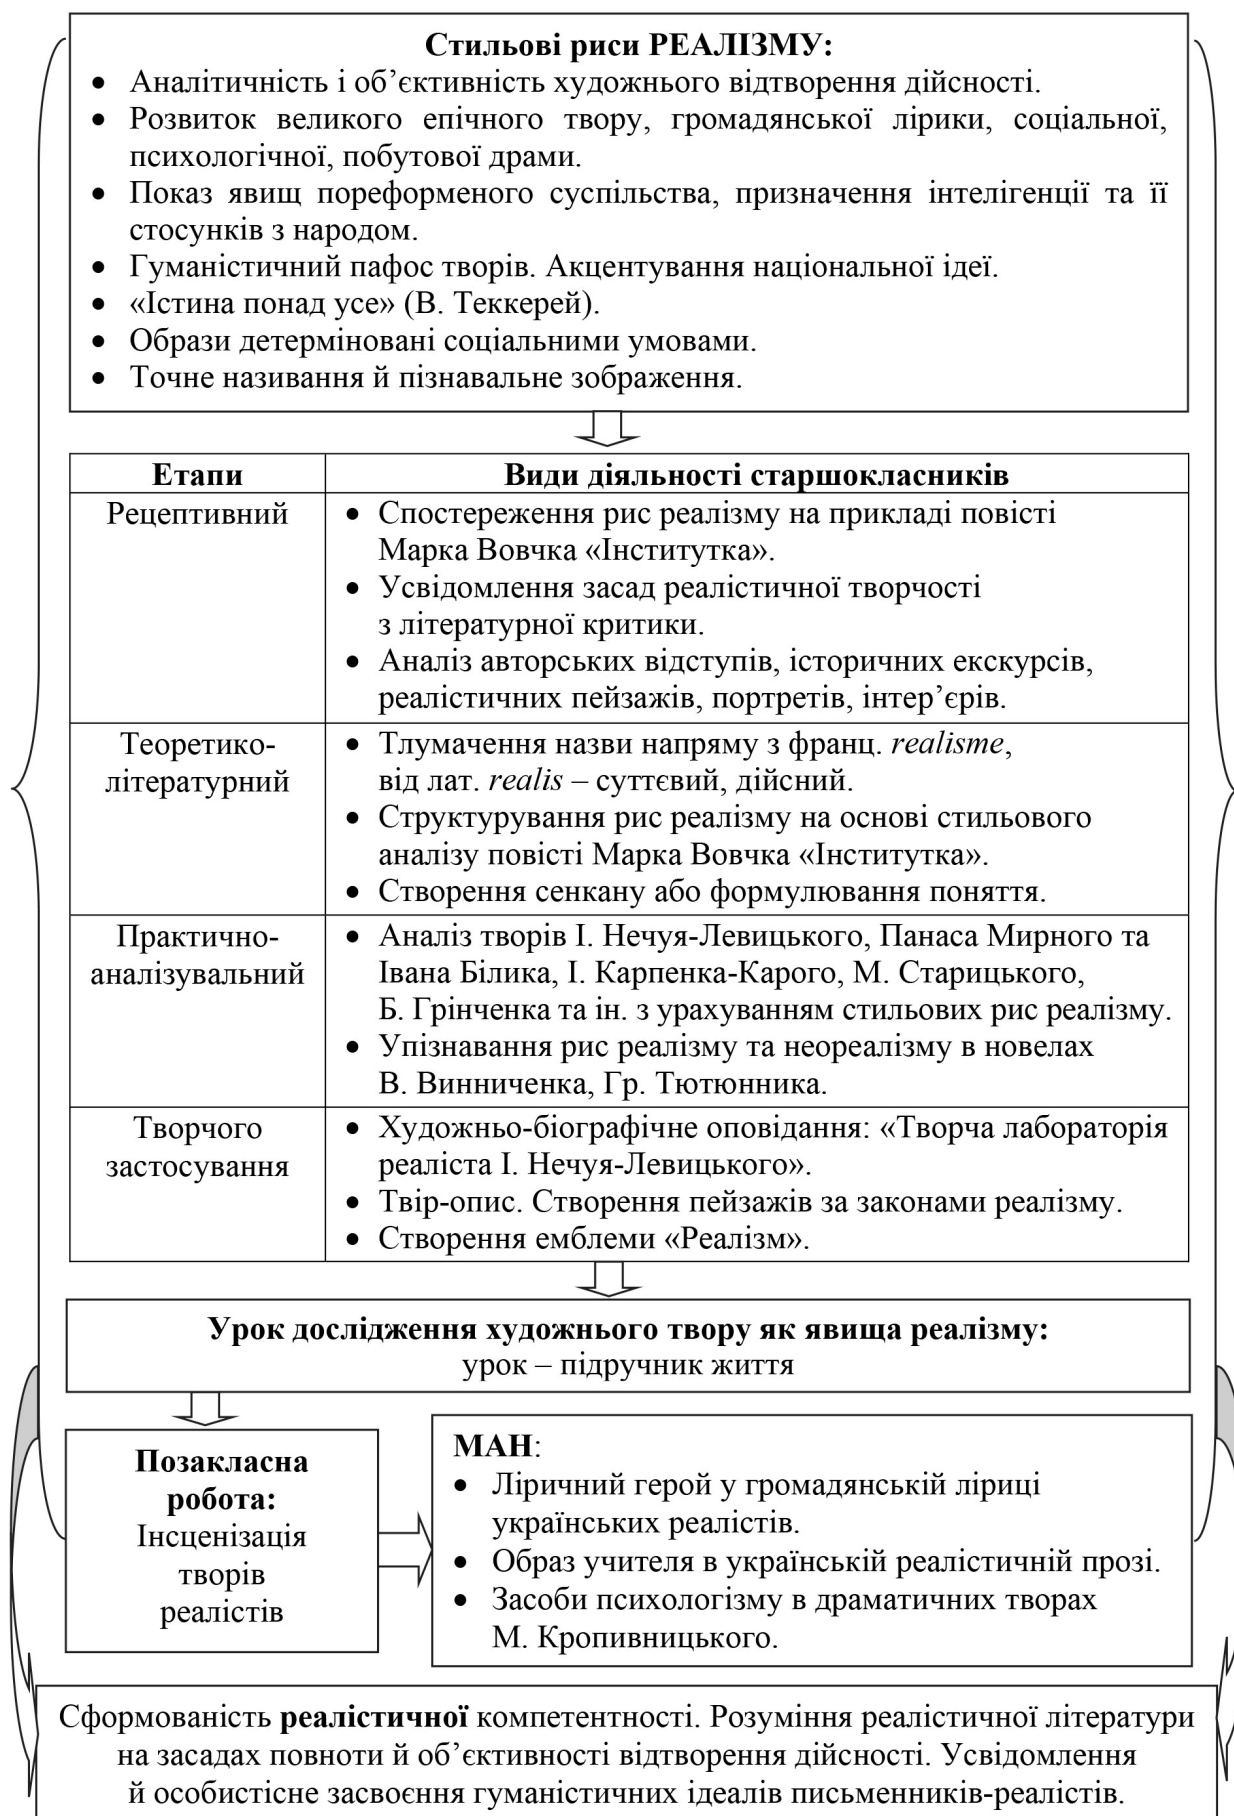 Стильові риси РЕАЛІЗМУ:
• Аналітичність і об’єктивність художнього відтворення дійсності.
• Розвиток великого епічного твору, громадянської лірики, соціальної,
психологічної, побутової драми.
• Показ явищ пореформеного суспільства, призначення інтелігенції та її
стосунків з народом.
• Гуманістичний пафос творів. Акцентування національної ідеї.
• «Істина понад усе» (В. Теккерей).
• Образи детерміновані соціальними умовами.
• Точне називання й пізнавальне зображення.
Етапи
Види діяльності старшокласників
Рецептивний
• Спостереження рис реалізму на прикладі повісті
Марка Вовчка «Інститутка».
• Усвідомлення засад реалістичної творчості
з літературної критики.
• Аналіз авторських відступів, історичних екскурсів,
реалістичних пейзажів, портретів, інтер’єрів.
Теоретико-
літературний
• Тлумачення назви напряму з франц. realisme,
від лат. realis – суттєвий, дійсний.
• Структурування рис реалізму на основі стильового
аналізу повісті Марка Вовчка «Інститутка».
• Створення сенкану або формулювання поняття.
Практично-
аналізувальний
• Аналіз творів І. Нечуя-Левицького, Панаса Мирного та
Івана Білика, І. Карпенка-Карого, М. Старицького,
Б. Грінченка та ін. з урахуванням стильових рис реалізму.
• Упізнавання рис реалізму та неореалізму в новелах
В. Винниченка, Гр. Тютюнника.
Творчого
застосування
• Художньо-біографічне оповідання: «Творча лабораторія
реаліста І. Нечуя-Левицького».
• Твір-опис. Створення пейзажів за законами реалізму.
• Створення емблеми «Реалізм».
Урок дослідження художнього твору як явища реалізму:
урок – підручник життя
Позакласна
робота:
Інсценізація
творів
реалістів
МАН:
• Ліричний герой у громадянській ліриці
українських реалістів.
• Образ учителя в українській реалістичній прозі.
• Засоби психологізму в драматичних творах
М. Кропивницького.
Сформованість реалістичної компетентності. Розуміння реалістичної літератури
на засадах повноти й об’єктивності відтворення дійсності. Усвідомлення
й особистісне засвоєння гуманістичних ідеалів письменників-реалістів.